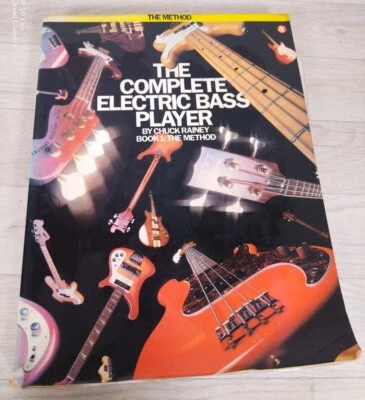 THE METHOD
THE
COMPLETE
ELECTRIC BASS
PLAYER
BY CHUCK RAINEY
BOOK 1: THE METHOD